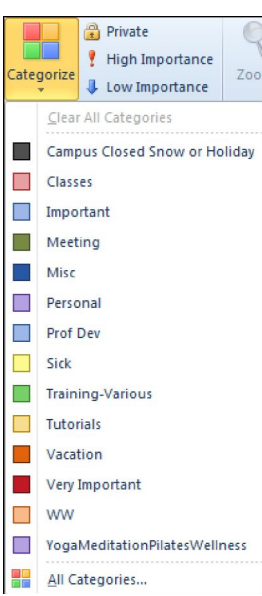 Private
High Importance
Categorize
Low Importance
Zoo
Clear All Categories
Campus Closed Snow or Holiday
Classes
Important
Meeting
Misc
Personal
Prof Dev
Sick
Training-Various
Tutorials
Vacation
Very Important
WW
YogaMeditationPilatesWellness
All Categories...